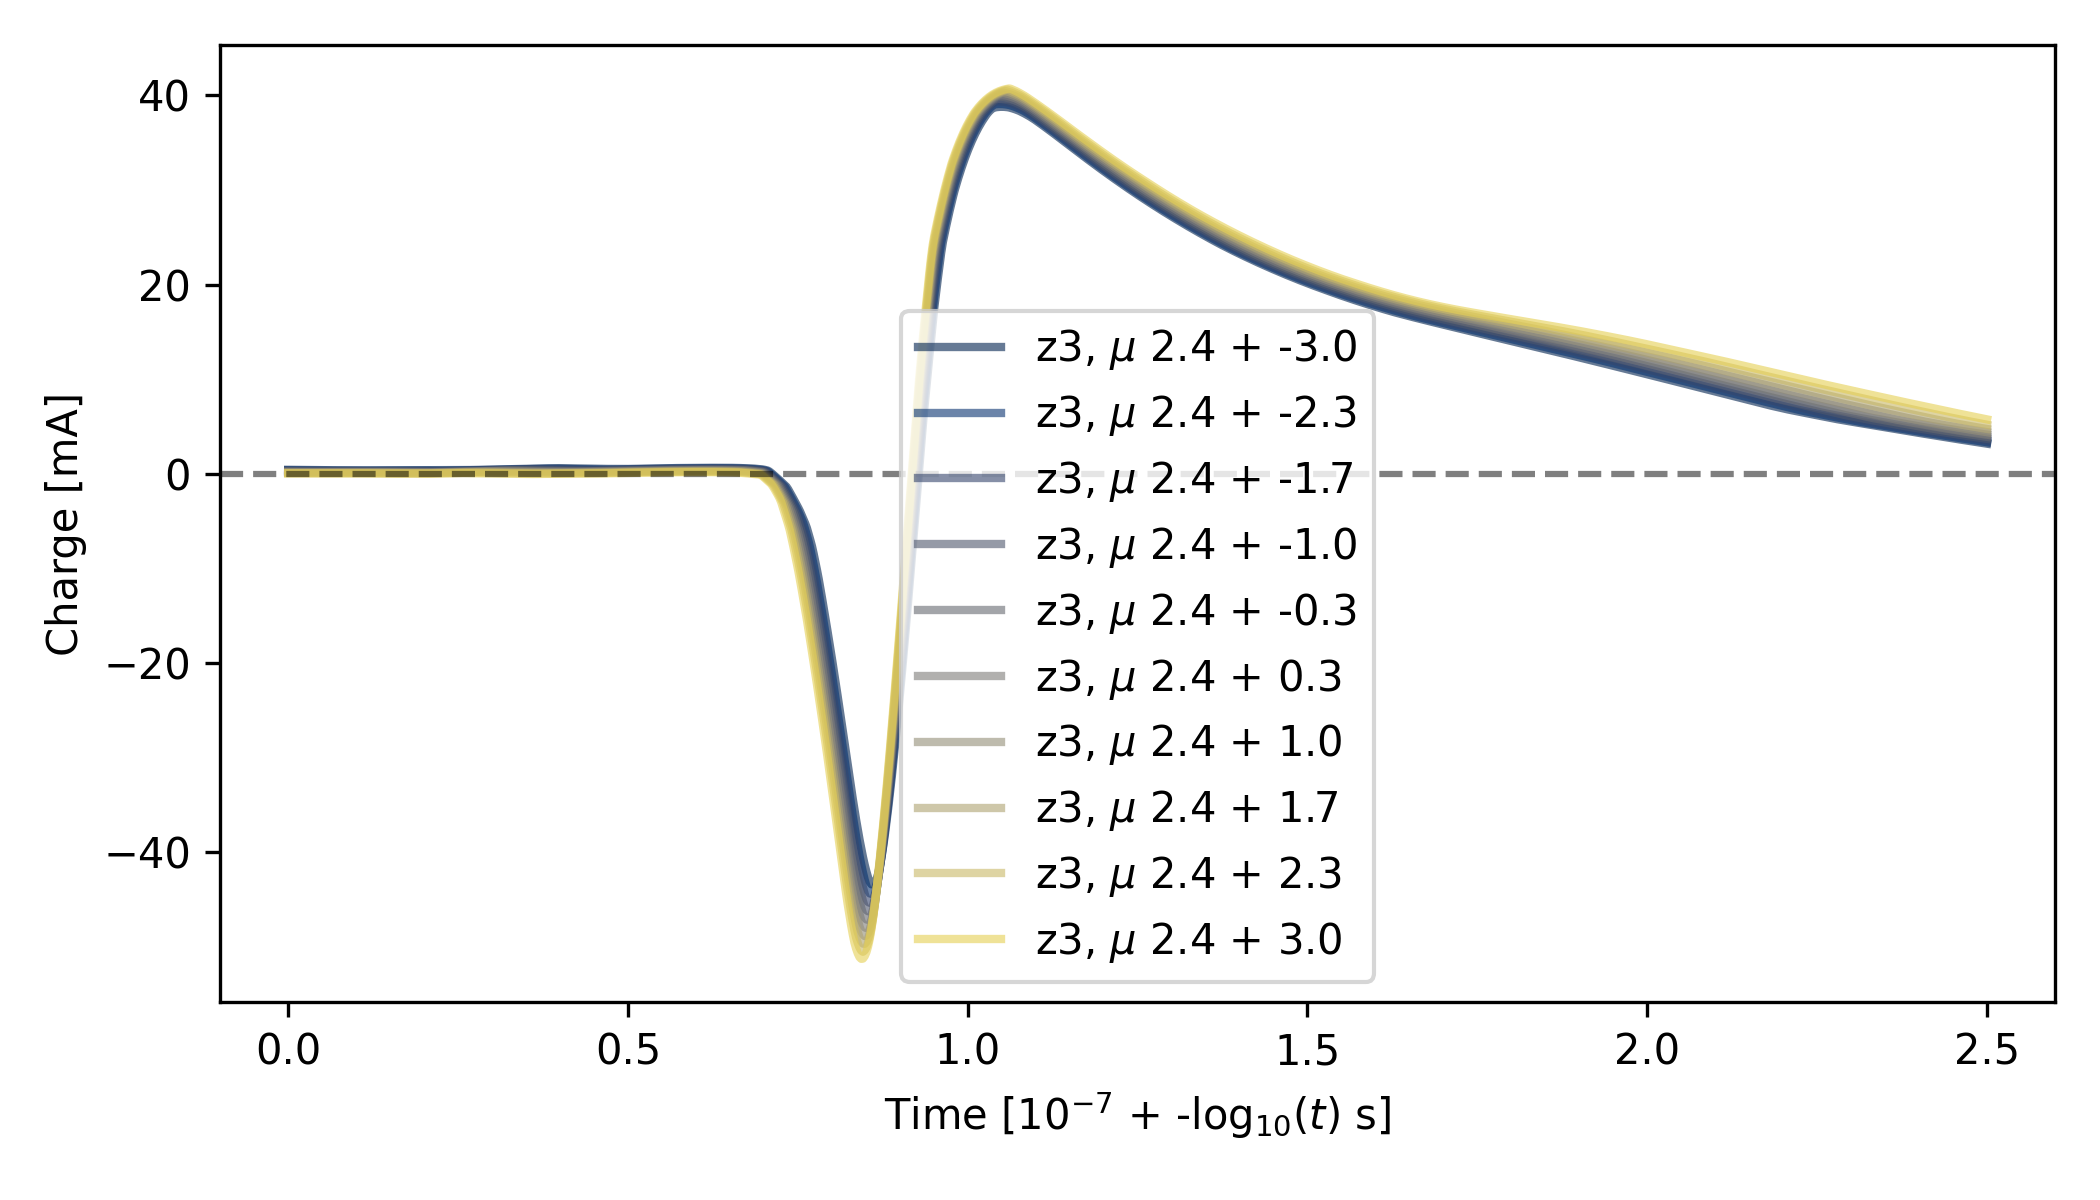 40
20
0
−20
−40
Charge [mA]
z3, μ 2.4 + -3.0
z3, μ 2.4 + -2.3
z3, μ 2.4 + -1.7
z3, μ 2.4 + -1.0
z3, μ 2.4 + -0.3
z3, μ 2.4 + 0.3
z3, μ 2.4 + 1.0
z3, μ 2.4 + 1.7
z3, μ 2.4 + 2.3
z3, μ 2.4 + 3.0
0.0 0.5 1.0 1.5 2.0 2.5
Time [10⁻⁷ + -log₁₀(t) s]